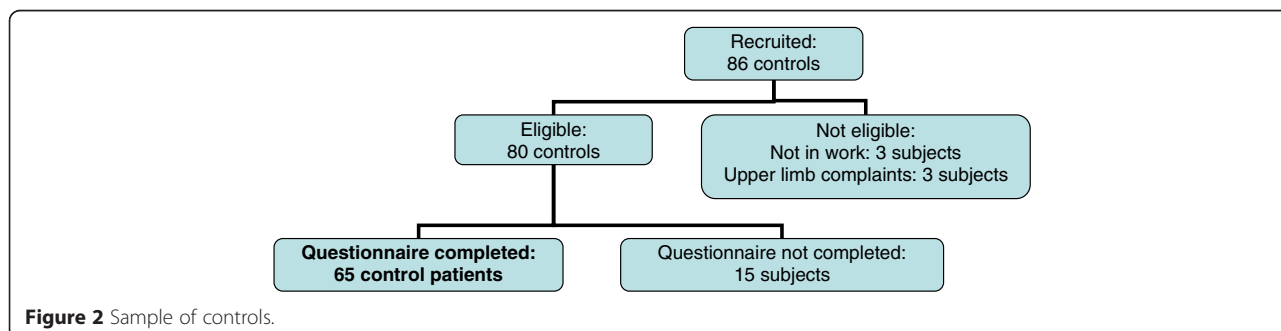 Recruited:
86 controls
Eligible:
80 controls
Not eligible:
Not in work: 3 subjects
Upper limb complaints: 3 subjects
Questionnaire completed:
65 control patients
Questionnaire not completed:
15 subjects
Figure 2 Sample of controls.